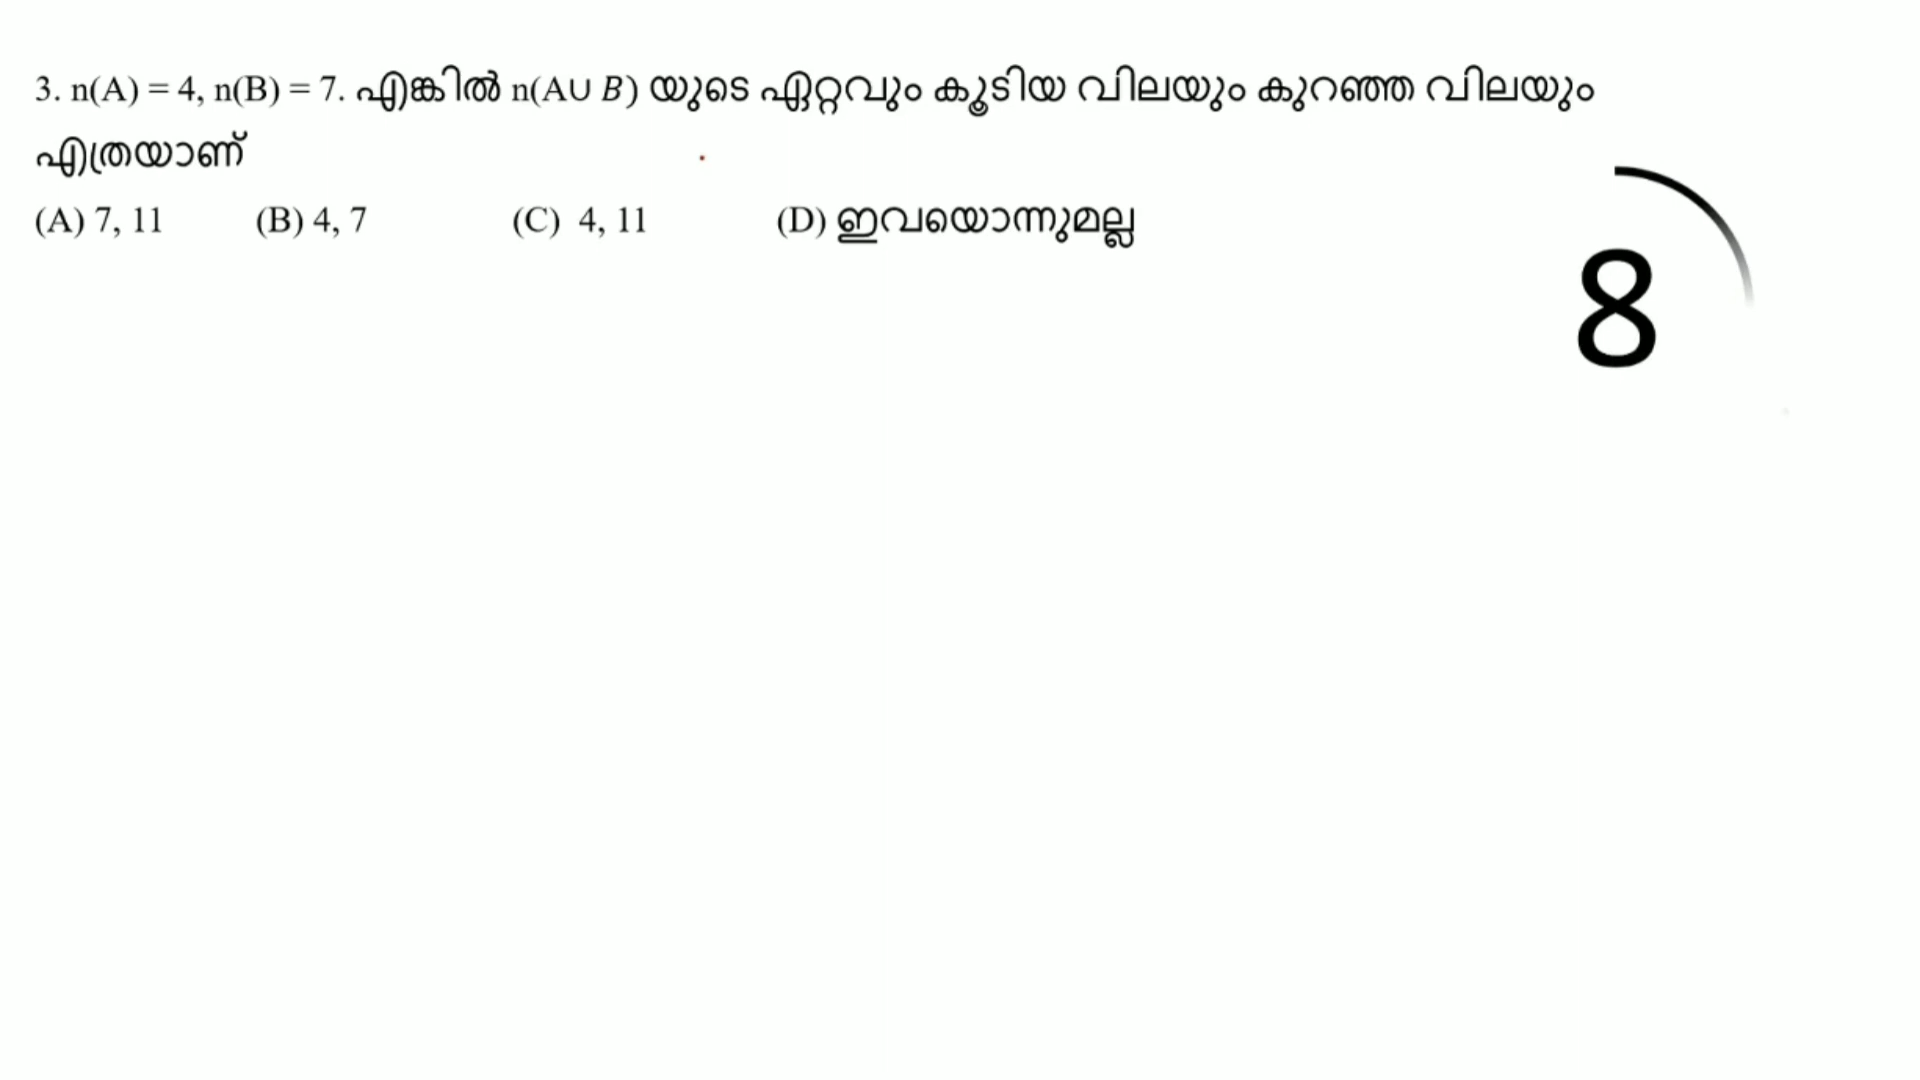 3. n(A) = 4, n(B) = 7. എങ്കിൽ n(A∪ B) യുടെ ഏറ്റവും കൂടിയ വിലയും കുറഞ്ഞ വിലയും
എത്രയാണ്
(A) 7, 11 (B) 4, 7 (C) 4, 11 (D) ഇവയൊന്നുമല്ല
8